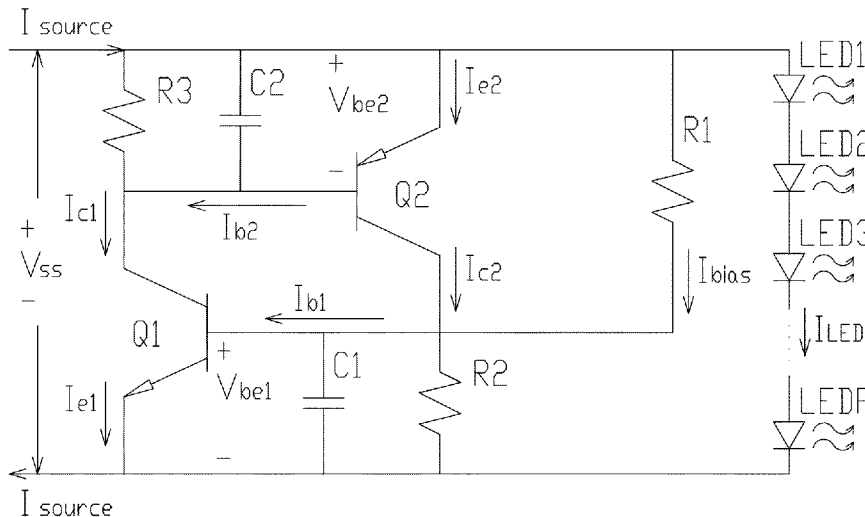 I source
LED1
R3
C2
+
Vbe2
-
Ie2
R1
LED2
Q2
Ic1
Ib2
+
Vss
-
LED3
Ic2
Ibias
Ib1
Q1
+
Vbe1
-
C1
R2
ILED
Ie1
LEDP
I source